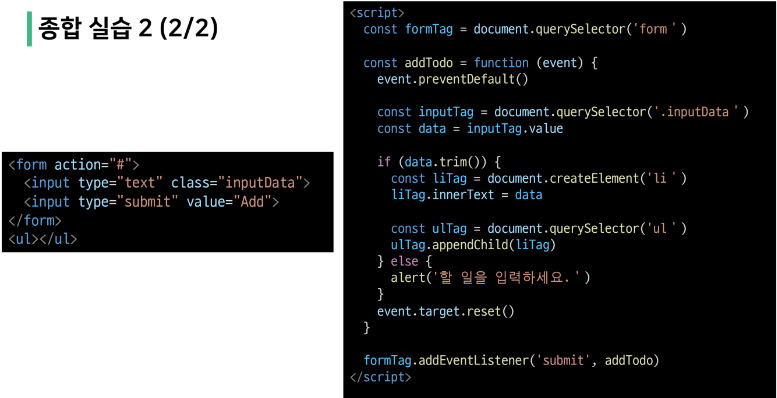 종합 실습 2 (2/2)
<form action="#">
  <input type="text" class="inputData">
  <input type="submit" value="Add">
</form>
<ul></ul>
<script>
  const formTag = document.querySelector('form')

  const addTodo = function (event) {
    event.preventDefault()

    const inputTag = document.querySelector('.inputData')
    const data = inputTag.value

    if (data.trim()) {
      const liTag = document.createElement('li')
      liTag.innerText = data

      const ulTag = document.querySelector('ul')
      ulTag.appendChild(liTag)
    } else {
      alert('할 일을 입력하세요.')
    }
    event.target.reset()
  }

  formTag.addEventListener('submit', addTodo)
</script>